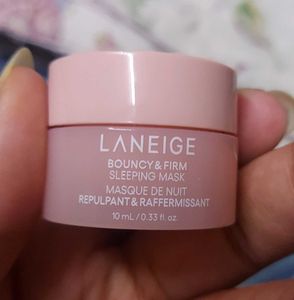 LANEIGE
BOUNCY & FIRM
SLEEPING MASK
MASQUE DE NUIT
REPULPANT & RAFFERMISSANT
10 mL / 0.33 fl. oz.